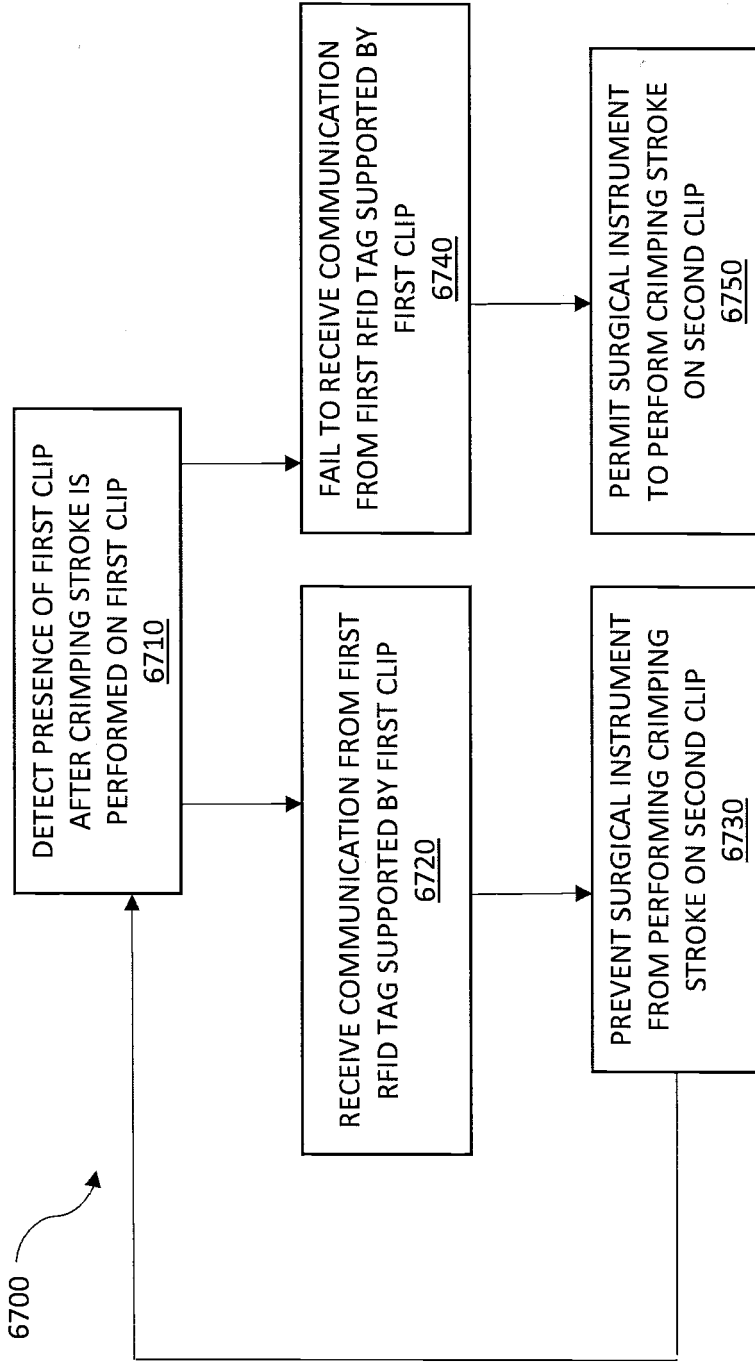 6700
DETECT PRESENCE OF FIRST CLIP
AFTER CRIMPING STROKE IS
PERFORMED ON FIRST CLIP
6710
RECEIVE COMMUNICATION FROM FIRST
RFID TAG SUPPORTED BY FIRST CLIP
6720
PREVENT SURGICAL INSTRUMENT
FROM PERFORMING CRIMPING
STROKE ON SECOND CLIP
6730
FAIL TO RECEIVE COMMUNICATION
FROM FIRST RFID TAG SUPPORTED BY
FIRST CLIP
6740
PERMIT SURGICAL INSTRUMENT
TO PERFORM CRIMPING STROKE
ON SECOND CLIP
6750